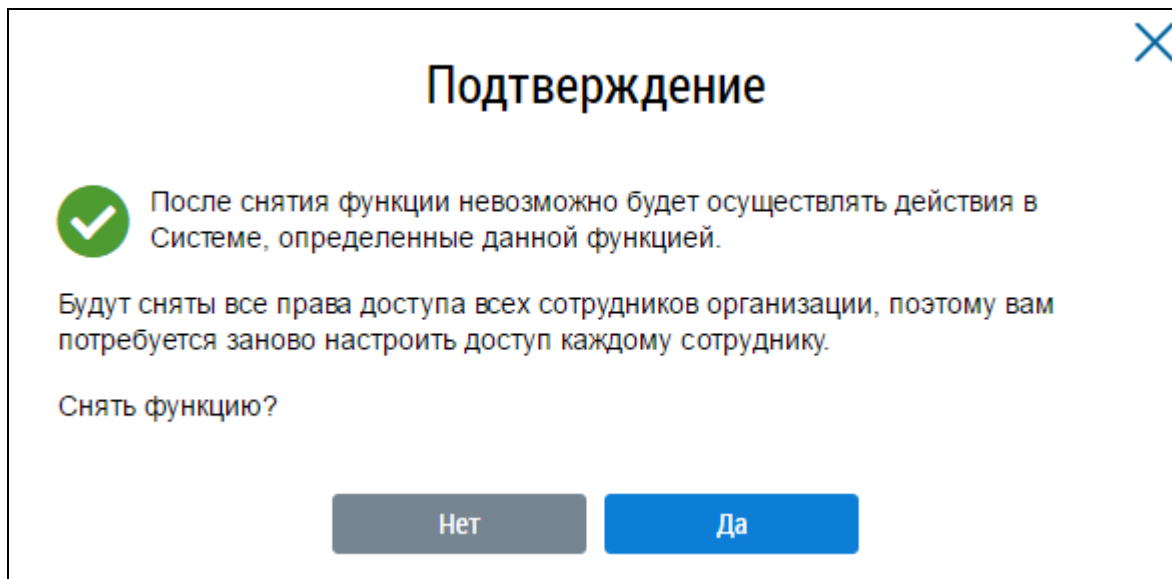 Подтверждение
После снятия функции невозможно будет осуществлять действия в
Системе, определенные данной функцией.
Будут сняты все права доступа всех сотрудников организации, поэтому вам
потребуется заново настроить доступ каждому сотруднику.
Снять функцию?
Нет
Да